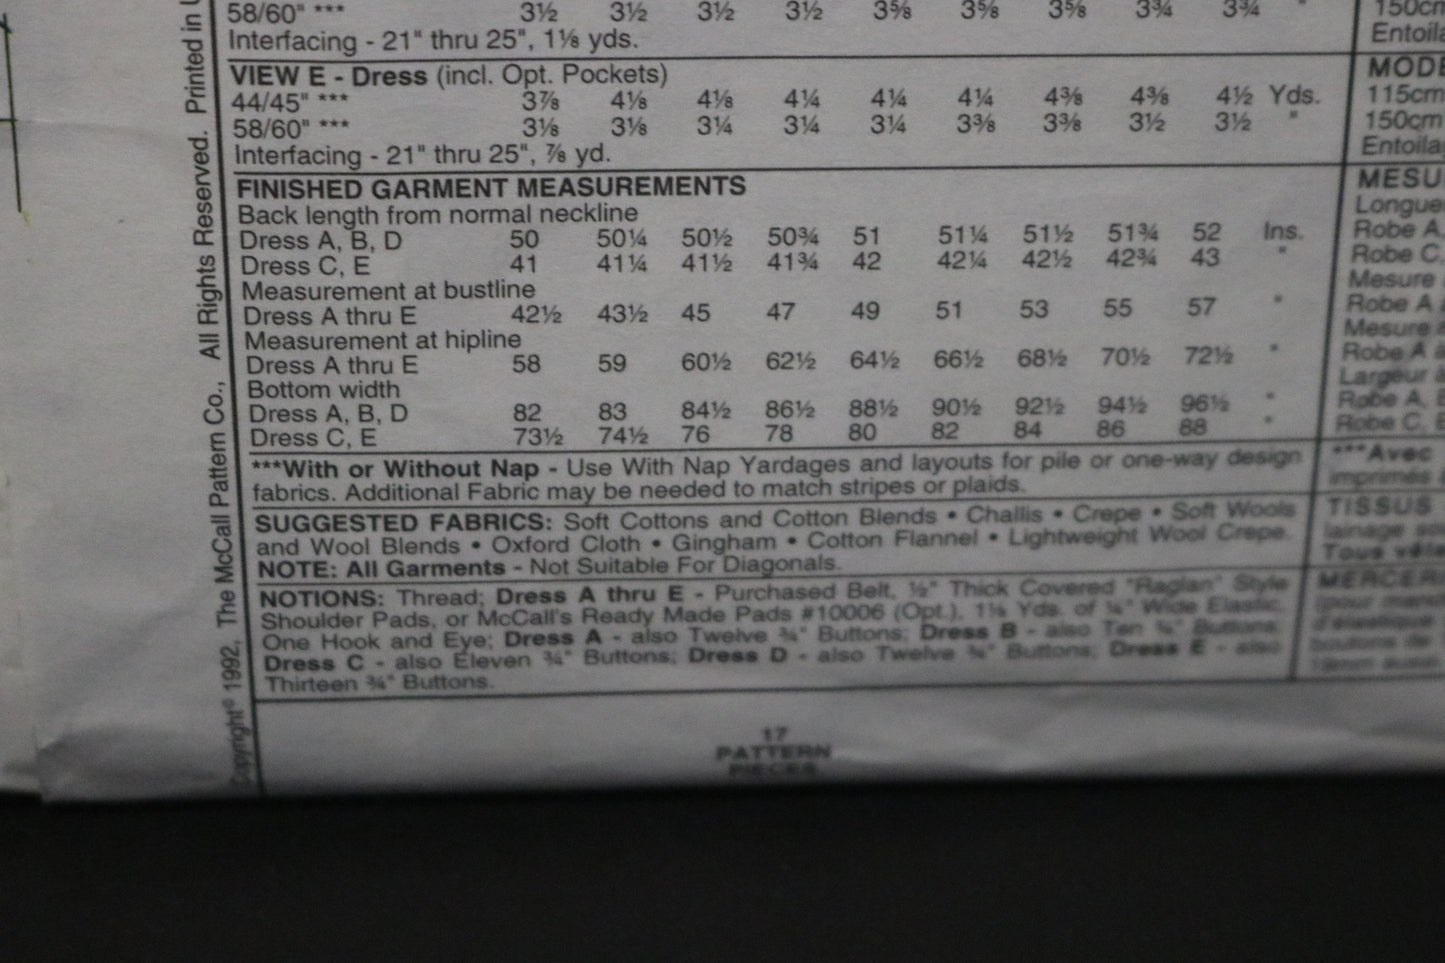 58/60" *** 3½ 3½ 3½ 3½ 3⅝ 3⅝ 3⅝ 3¾ 3¾ "
Interfacing - 21" thru 25", 1⅛ yds.
VIEW E - Dress (incl. Opt. Pockets)
44/45" *** 3⅞ 4⅛ 4⅛ 4¼ 4¼ 4¼ 4⅜ 4⅜ 4½ Yds.
58/60" *** 3⅛ 3⅛ 3¼ 3¼ 3¼ 3⅜ 3⅜ 3½ 3½ "
Interfacing - 21" thru 25", ⅞ yd.
FINISHED GARMENT MEASUREMENTS
Back length from normal neckline
Dress A, B, D 50 50¼ 50½ 50¾ 51 51¼ 51½ 51¾ 52 Ins.
Dress C, E 41 41¼ 41½ 41¾ 42 42¼ 42½ 42¾ 43 "
Measurement at bustline
Dress A thru E 42½ 43½ 45 47 49 51 53 55 57 "
Measurement at hipline
Dress A thru E 58 59 60½ 62½ 64½ 66½ 68½ 70½ 72½ "
Bottom width
Dress A, B, D 82 83 84½ 86½ 88½ 90½ 92½ 94½ 96½ "
Dress C, E 73½ 74½ 76 78 80 82 84 86 88 "
***With or Without Nap - Use With Nap Yardages and layouts for pile or one-way design
fabrics. Additional Fabric may be needed to match stripes or plaids.
SUGGESTED FABRICS: Soft Cottons and Cotton Blends • Challis • Crepe • Soft Wools
and Wool Blends • Oxford Cloth • Gingham • Cotton Flannel • Lightweight Wool Crepe.
NOTE: All Garments - Not Suitable For Diagonals.
NOTIONS: Thread; Dress A thru E - Purchased Belt, ½" Thick Covered "Raglan" Style
Shoulder Pads, or McCall's Ready Made Pads #10006 (Opt.), Yds. of ¼" Wide Elastic,
One Hook and Eye; Dress A - also Twelve ¾" Buttons; Dress B - also Ten ¾" Buttons;
Dress C - also Eleven ¾" Buttons; Dress D - also Twelve ¾" Buttons; Dress E - also
Thirteen ¾" Buttons.
17
PATTERN
PIECES
Copyright© 1992, The McCall Pattern Co., All Rights Reserved. Printed in
150cm
Entoila
MODE
115cm
150cm
Entoila
MESU
Longue
Robe A,
Robe C,
Mesure
Robe A
Mesure
Robe A
Largeur
Robe A, B
Robe C, E
***Avec
imprimés
TISSUS
lainage
Tous
MERCERI